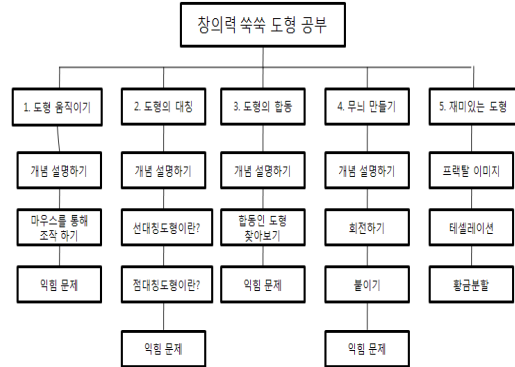 창의력 쑥쑥 도형 공부
1. 도형 움직이기
2. 도형의 대칭
3. 도형의 합동
4. 무늬 만들기
5. 재미있는 도형
개념 설명하기
개념 설명하기
개념 설명하기
개념 설명하기
프랙탈 이미지
마우스를 통해
조작 하기
선대칭도형이란?
합동인 도형
찾아보기
회전하기
테셀레이션
익힘 문제
점대칭도형이란?
익힘 문제
붙이기
황금분할
익힘 문제
익힘 문제